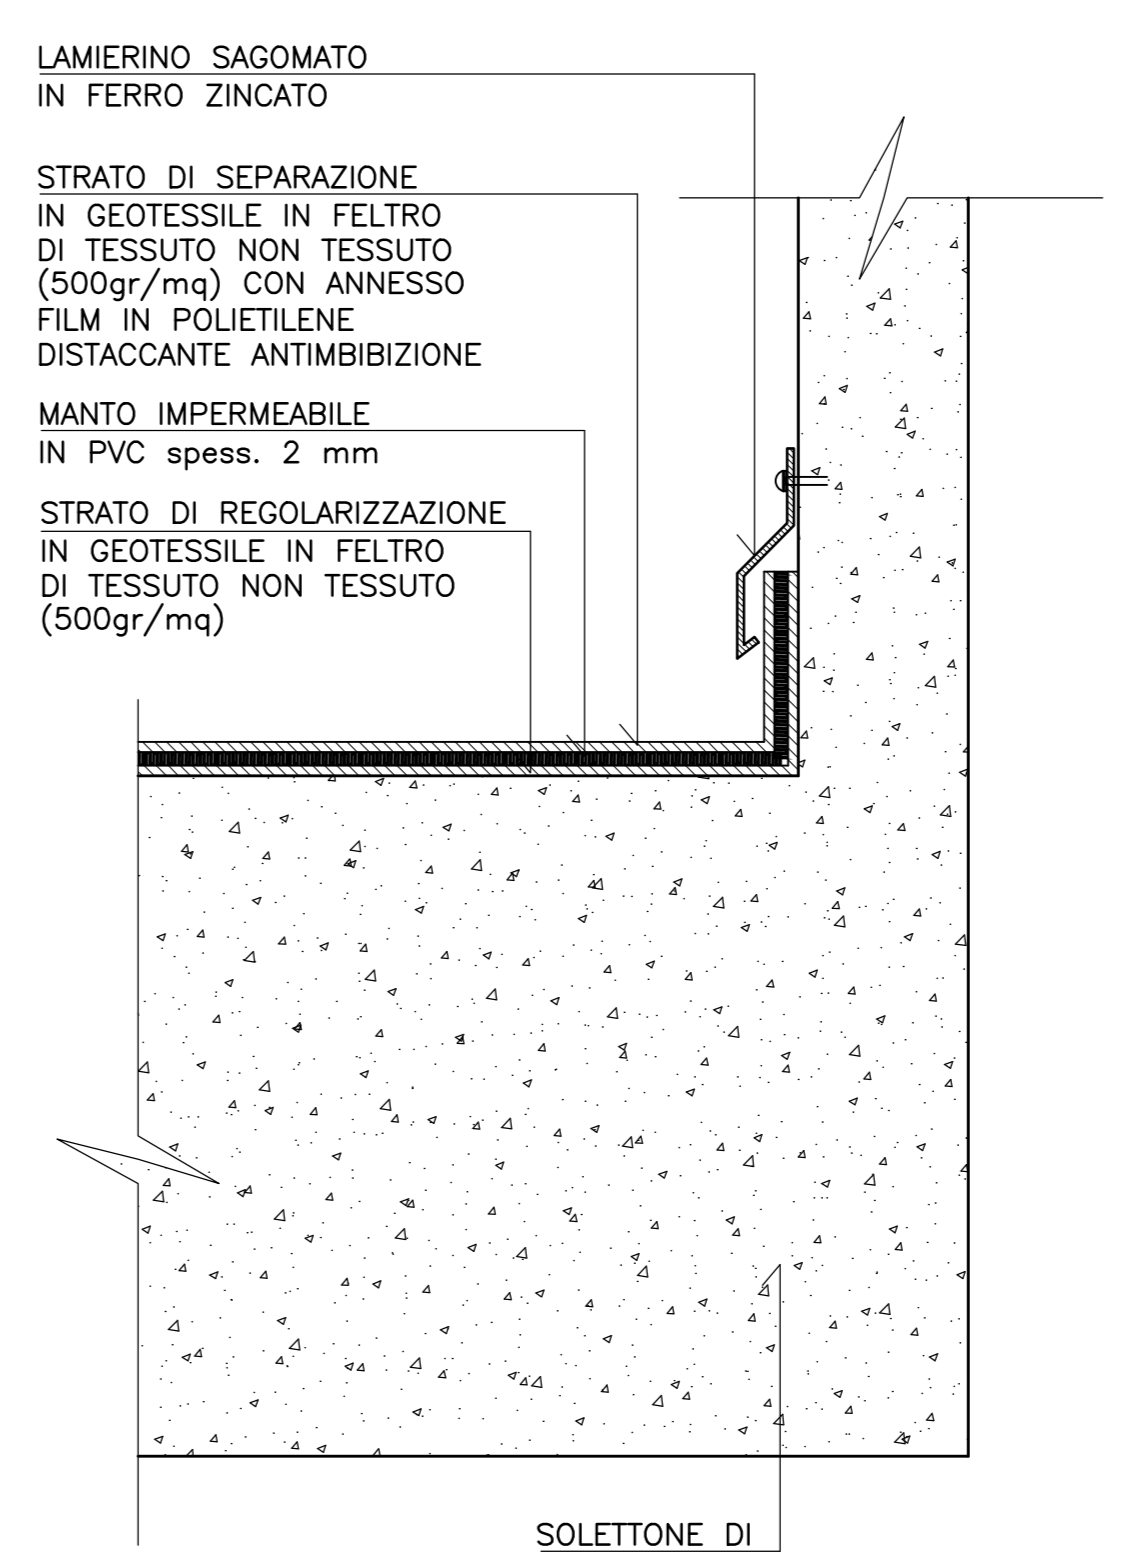 LAMIERINO SAGOMATO
IN FERRO ZINCATO
STRATO DI SEPARAZIONE
IN GEOTESSILE IN FELTRO
DI TESSUTO NON TESSUTO
(500gr/mq) CON ANNESSO
FILM IN POLIETILENE
DISTACCANTE ANTIMBIBIZIONE
MANTO IMPERMEABILE
IN PVC spess. 2 mm
STRATO DI REGOLARIZZAZIONE
IN GEOTESSILE IN FELTRO
DI TESSUTO NON TESSUTO
(500gr/mq)
SOLETTONE DI